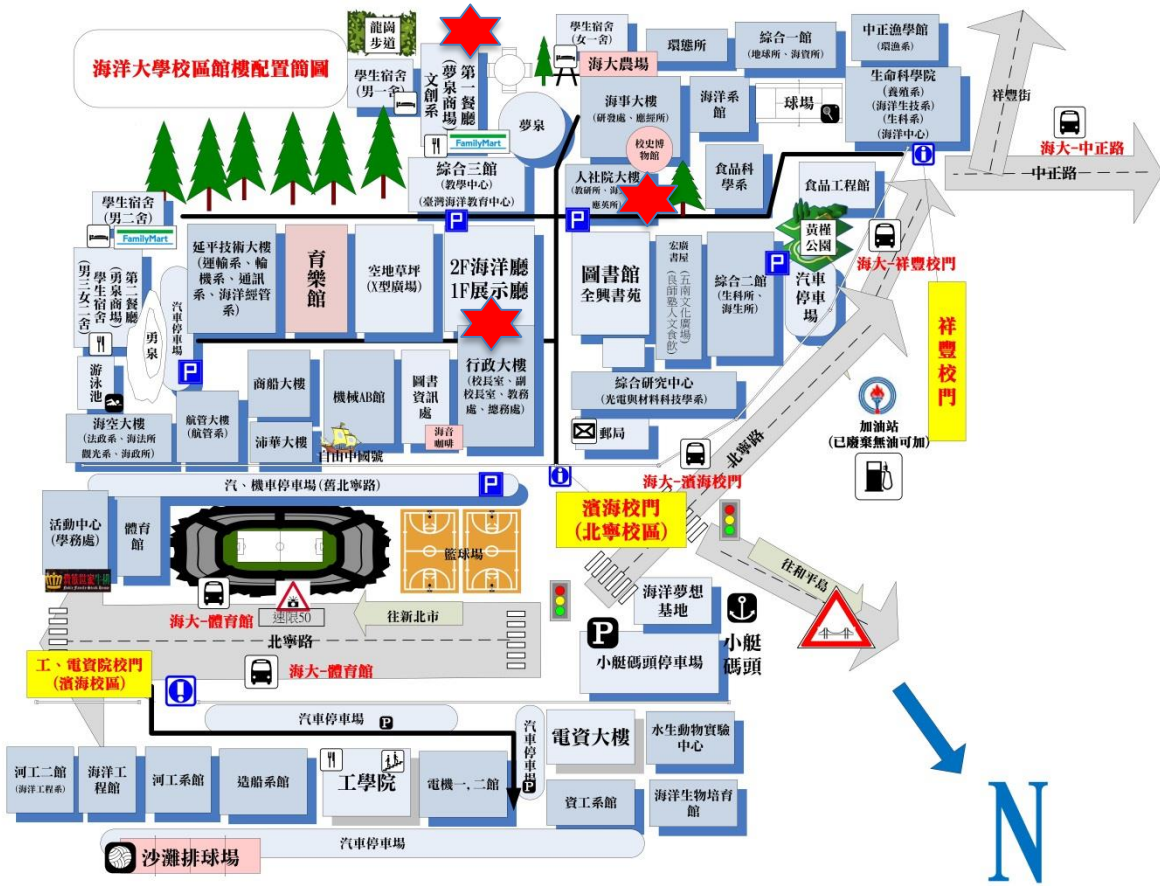 海洋大學校區館樓配置簡圖
龍崗
步道
學生宿舍
(男一舍)
第一餐廳
(夢泉商場)
文創系
FamilyMart
夢泉
學生宿舍
(女一舍)
海大農場
環態所
綜合一館
(地球所、海資所)
中正漁學館
(環漁系)
生命科學院
(養殖系)
(海洋生技系)
(生科系)
(海洋中心)
祥豐街
海大-中正路
中正路
海事大樓
(研發處、應經所)
校史博
物館
海洋系
館
球場
綜合三館
(教學中心)
(臺灣海洋教育中心)
人社院大樓
(教研所、海
應英所)
食品科
學系
食品工程館
黃槿
公園
海大-祥豐校門
學生宿舍
(男二舍)
FamilyMart
延平技術大樓
(運輸系、輪
機系、通訊
系、海洋經管
系)
育樂館
空地草坪
(X型廣場)
2F海洋廳
1F展示廳
圖書館
全興書苑
宏廣書屋
(五南文化廣場)
(良師塾人文食飲)
綜合二館
(生科所、
海生所)
汽車
停車
場
祥豐校門
第二餐廳
(勇泉商場)
學生宿舍
(男三女二舍)
勇泉
汽車停車場
游泳池
商船大樓
機械AB館
圖書
資訊
處
行政大樓
(校長室、副
校長室、教務
處、總務處)
綜合研究中心
(光電與材料科技學系)
海空大樓
(法政系、海法所
觀光系、海政所)
航管大樓
(航管系)
沛華大樓
自由中國號
海音
咖啡
郵局
北寧路
加油站
(已廢棄無油可加)
海大-濱海校門
汽、機車停車場(舊北寧路)
濱海校門
(北寧校區)
活動中心
(學務處)
體育
館
籃球場
往和平島
海洋夢想
基地
小艇
碼頭
小艇碼頭停車場
海大-體育館
速限50
往新北市
北寧路
海大-體育館
工、電資院校門
(濱海校區)
汽車停車場
汽車停車場
電資大樓
水生動物實驗
中心
河工二館
(海洋工程系)
海洋工
程館
河工系館
造船系館
工學院
電機一,二館
資工系館
海洋生物培育
館
汽車停車場
沙灘排球場
N